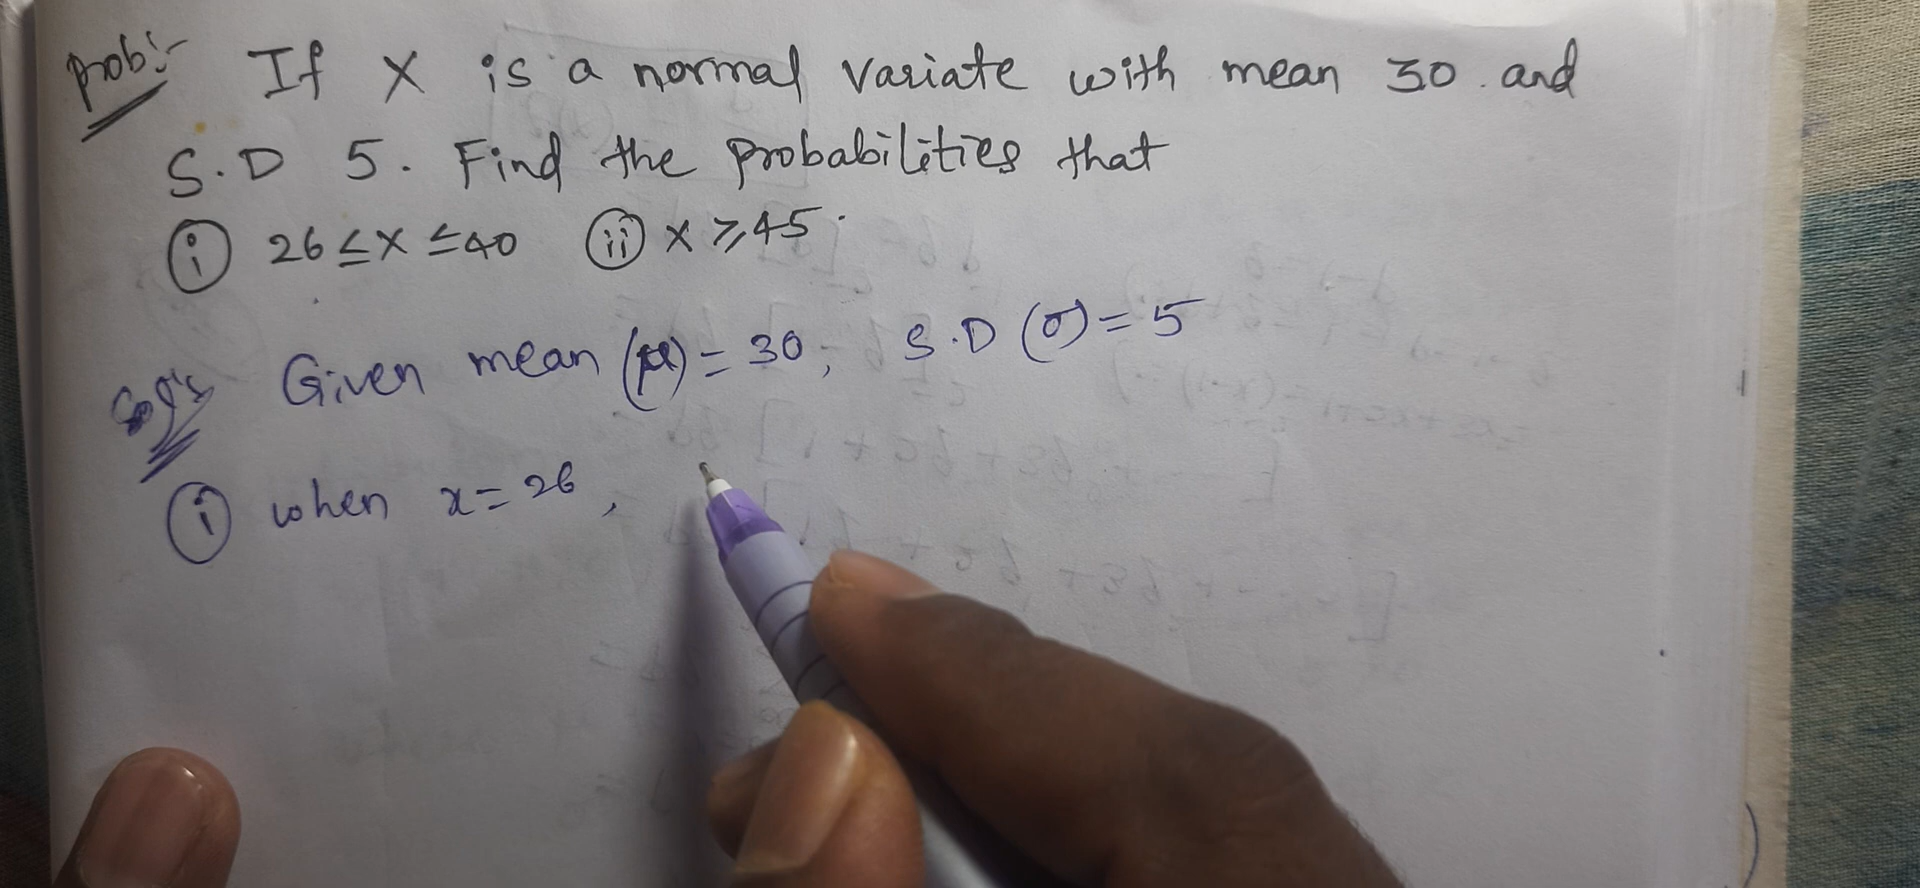 Prob:- If X is a normal variate with mean 30 and
S.D 5. Find the probabilities that
(i) 26 ≤ X ≤ 40 (ii) X ≥ 45.
Sol: Given mean (μ) = 30, S.D (σ) = 5
(i) when x = 26,